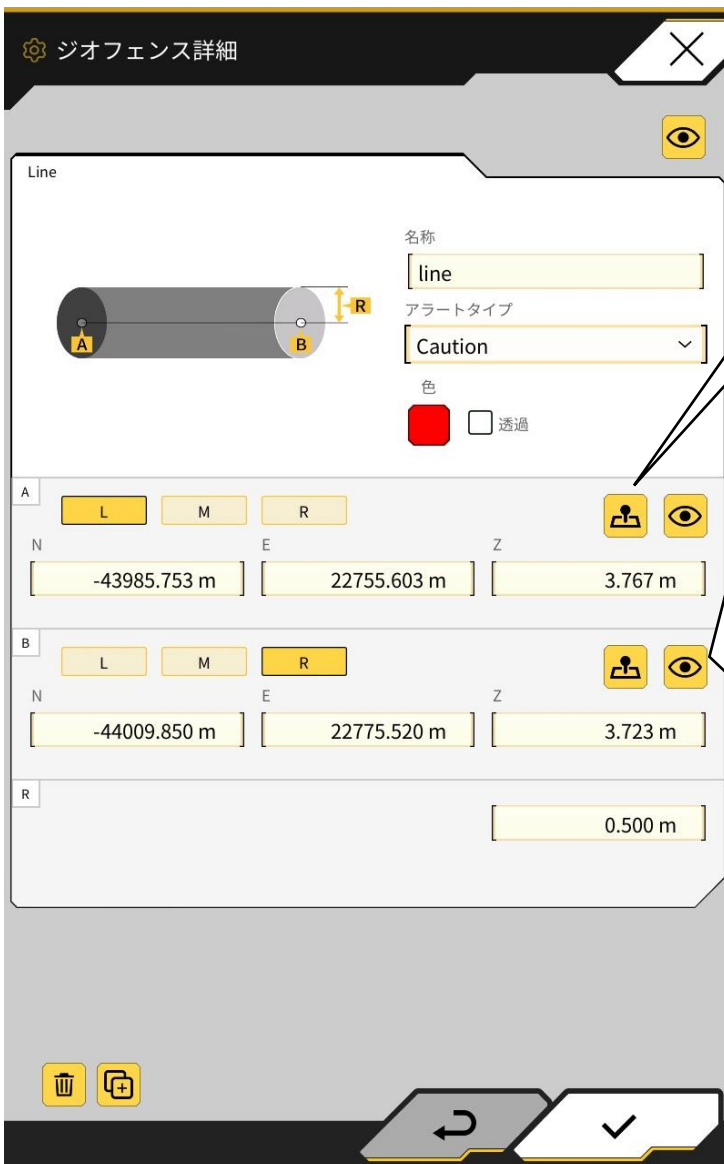 ジオフェンス詳細
Line
名称
line
アラートタイプ
Caution
色
透過
R
A
B
A
L M R
N E Z
-43985.753 m 22755.603 m 3.767 m
B
L M R
N E Z
-44009.850 m 22775.520 m 3.723 m
R
0.500 m